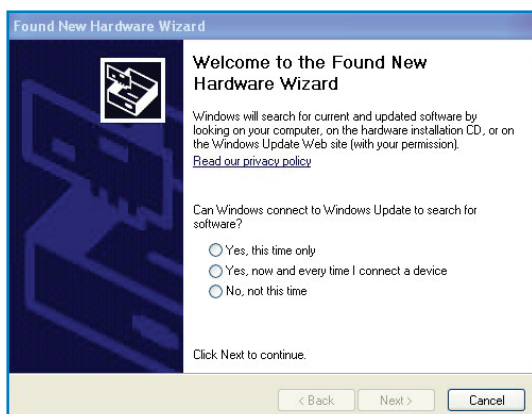 Found New Hardware Wizard
Welcome to the Found New
Hardware Wizard
Windows will search for current and updated software by
looking on your computer, on the hardware installation CD, or on
the Windows Update Web site (with your permission).
Read our privacy policy
Can Windows connect to Windows Update to search for
software?
Yes, this time only
Yes, now and every time I connect a device
No, not this time
Click Next to continue.
< Back
Next >
Cancel